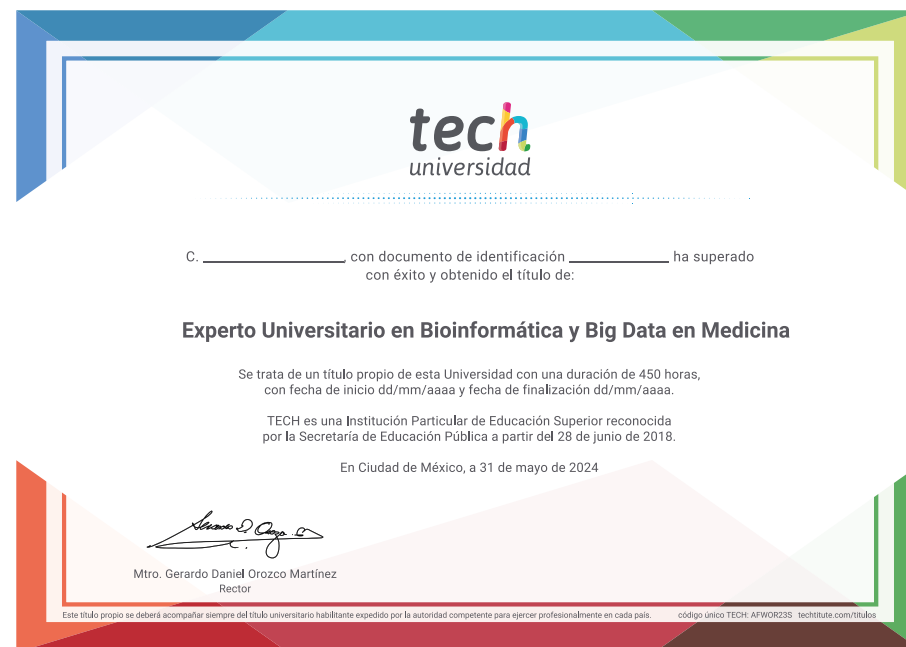 tech
universidad
C. ____________, con documento de identificación ____________ ha superado
con éxito y obtenido el título de:
Experto Universitario en Bioinformática y Big Data en Medicina
Se trata de un título propio de esta Universidad con una duración de 450 horas,
con fecha de inicio dd/mm/aaaa y fecha de finalización dd/mm/aaaa.
TECH es una Institución Particular de Educación Superior reconocida
por la Secretaría de Educación Pública a partir del 28 de junio de 2018.
En Ciudad de México, a 31 de mayo de 2024
Mtro. Gerardo Daniel Orozco Martínez
Rector
Este título propio se deberá acompañar siempre del título universitario habilitante expedido por la autoridad competente para ejercer profesionalmente en cada país. código único TECH: AFWOR23S techtitute.com/titulos